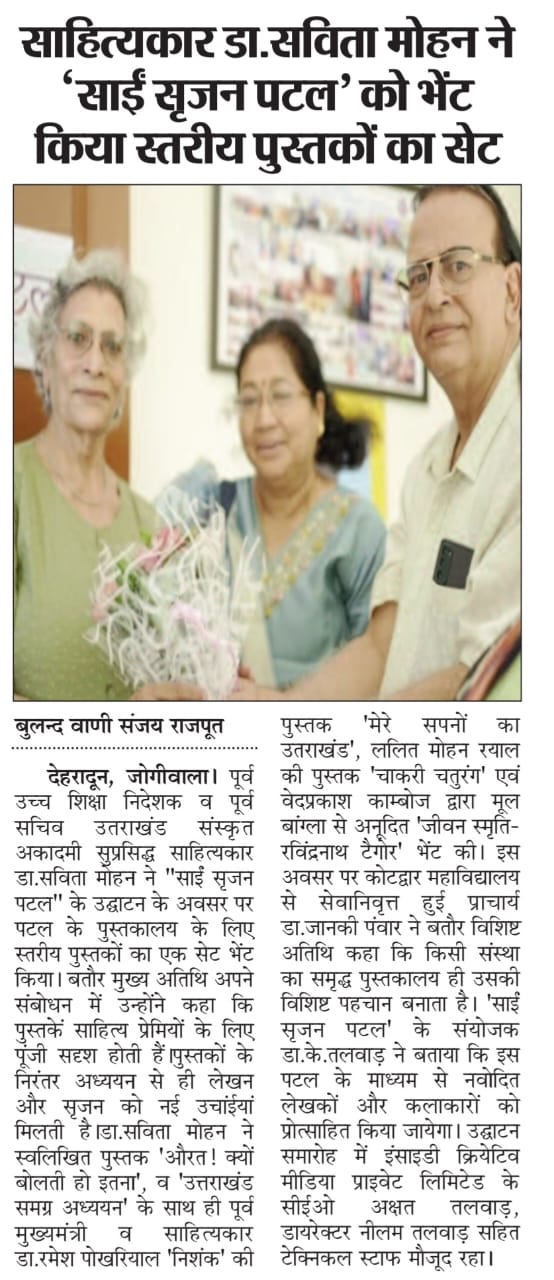 साहित्यकार डा.सविता मोहन ने
‘साईं सृजन पटल’ को भेंट
किया स्तरीय पुस्तकों का सेट
बुलन्द वाणी संजय राजपूत
देहरादून, जोगीवाला। पूर्व
उच्च शिक्षा निदेशक व पूर्व
सचिव उतराखंड संस्कृत
अकादमी सुप्रसिद्ध साहित्यकार
डा.सविता मोहन ने "साईं सृजन
पटल" के उद्घाटन के अवसर पर
पटल के पुस्तकालय के लिए
स्तरीय पुस्तकों का एक सेट भेंट
किया। बतौर मुख्य अतिथि अपने
संबोधन में उन्होंने कहा कि
पुस्तकें साहित्य प्रेमियों के लिए
पूंजी सदृश होती हैं।पुस्तकों के
निरंतर अध्ययन से ही लेखन
और सृजन को नई उचांईयां
मिलती है।डा.सविता मोहन ने
स्वलिखित पुस्तक 'औरत! क्यों
बोलती हो इतना', व 'उत्तराखंड
समग्र अध्ययन' के साथ ही पूर्व
मुख्यमंत्री व साहित्यकार
डा.रमेश पोखरियाल 'निशंक' की
पुस्तक 'मेरे सपनों का
उतराखंड', ललित मोहन रयाल
की पुस्तक 'चाकरी चतुरंग' एवं
वेदप्रकाश काम्बोज द्वारा मूल
बांग्ला से अनूदित 'जीवन स्मृति-
रविंद्रनाथ टैगोर' भेंट की। इस
अवसर पर कोटद्वार महाविद्यालय
से सेवानिवृत्त हुई प्राचार्य
डा.जानकी पंवार ने बतौर विशिष्ट
अतिथि कहा कि किसी संस्था
का समृद्ध पुस्तकालय ही उसकी
विशिष्ट पहचान बनाता है। 'साईं
सृजन पटल' के संयोजक
डा.के.तलवाड़ ने बताया कि इस
पटल के माध्यम से नवोदित
लेखकों और कलाकारों को
प्रोत्साहित किया जायेगा। उद्घाटन
समारोह में इंसाइडी क्रियेटिव
मीडिया प्राइवेट लिमिटेड के
सीईओ अक्षत तलवाड़,
डायरेक्टर नीलम तलवाड़ सहित
टेक्निकल स्टाफ मौजूद रहा।